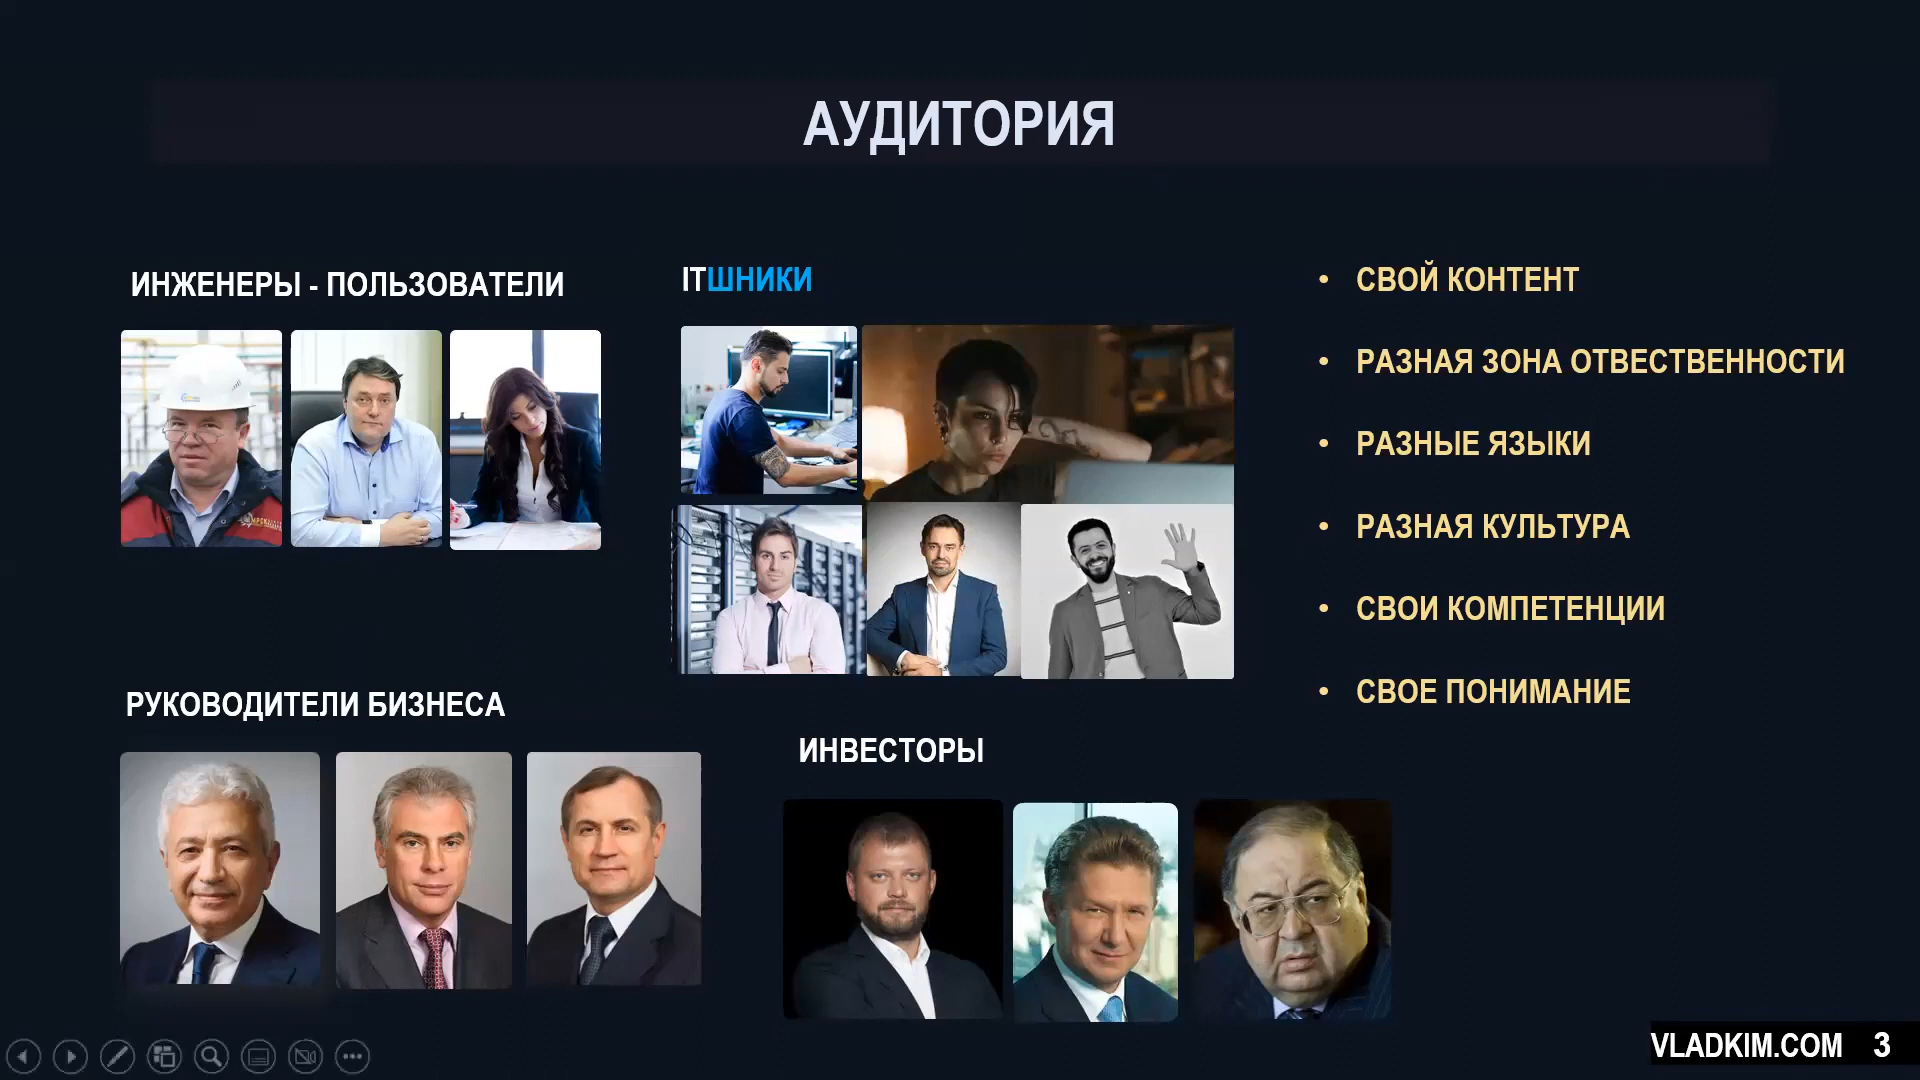 АУДИТОРИЯ
ИНЖЕНЕРЫ - ПОЛЬЗОВАТЕЛИ
ITШНИКИ
РУКОВОДИТЕЛИ БИЗНЕСА
ИНВЕСТОРЫ
• СВОЙ КОНТЕНТ
• РАЗНАЯ ЗОНА ОТВЕСТВЕННОСТИ
• РАЗНЫЕ ЯЗЫКИ
• РАЗНАЯ КУЛЬТУРА
• СВОИ КОМПЕТЕНЦИИ
• СВОЕ ПОНИМАНИЕ
VLADKIM.COM 3